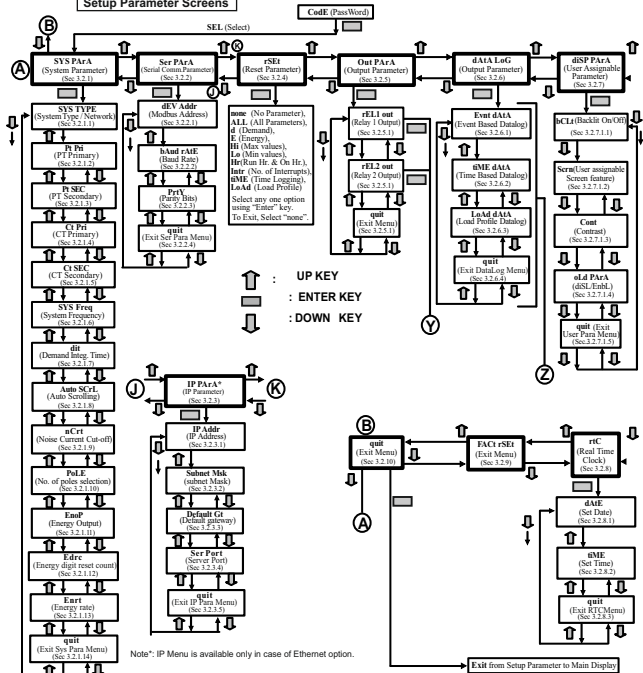 Setup Parameter Screens
CodE (PassWord)
SEL (Select)
B
A
SYS PArA
(System Parameter)
(Sec 3.2.1)
Ser PArA
(Serial Comm.Parameter)
(Sec 3.2.2)
K
J
rSEt
(Reset Parameter)
(Sec 3.2.4)
Out PArA
(Output Parameter)
(Sec 3.2.5)
dAtA LoG
(Output Parameter)
(Sec 3.2.6)
diSP PArA
(User Assignable
Parameter)
(Sec 3.2.7)
SYS TYPE
(System Type / Network)
(Sec 3.2.1.1)
Pt Pri
(PT Primary)
(Sec 3.2.1.2)
Pt SEC
(PT Secondary)
(Sec 3.2.1.3)
Ct Pri
(CT Primary)
(Sec 3.2.1.4)
Ct SEC
(CT Secondary)
(Sec 3.2.1.5)
SYS Freq
(System Frequency)
(Sec 3.2.1.6)
dit
(Demand Integ. Time)
(Sec 3.2.1.7)
Auto SCrL
(Auto Scrolling)
(Sec 3.2.1.8)
nCrt
(Noise Current Cut-off)
(Sec 3.2.1.9)
PoLE
(No. of poles selection)
(Sec 3.2.1.10)
EnoP
(Energy Output)
(Sec 3.2.1.11)
Edrc
(Energy digit reset count)
(Sec 3.2.1.12)
Enrt
(Energy rate)
(Sec 3.2.1.13)
quit
(Exit Sys Para Menu)
(Sec 3.2.1.14)
dEV Addr
(Modbus Address)
(Sec 3.2.2.1)
bAud rAtE
(Baud Rate)
(Sec 3.2.2.2)
PrtY
(Parity Bits)
(Sec 3.2.2.3)
quit
(Exit Ser Para Menu)
(Sec 3.2.2.4)
none (No Parameter),
ALL (All Parameters),
d (Demand),
E (Energy),
Hi (Max values),
Lo (Min values),
Hr(Run Hr. & On Hr.),
Intr (No. of Interrupts),
tiME (Time Logging),
LoAd (Load Profile)
Select any one option
using "Enter" key.
To Exit, Select "none".
rEL1 out
(Relay 1 Output)
(Sec 3.2.5.1)
rEL2 out
(Relay 2 Output)
(Sec 3.2.5.1)
quit
(Exit Menu)
(Sec 3.2.5.1)
Y
Evnt dAtA
(Event Based Datalog)
(Sec 3.2.6.1)
tiME dAtA
(Time Based Datalog)
(Sec 3.2.6.2)
LoAd dAtA
(Load Profile Datalog)
(Sec 3.2.6.3)
quit
(Exit DataLog Menu)
(Sec 3.2.6.4)
Z
bCLt (Backlit On/Off)
(Sec 3.2.7.1.1)
Scrn(User assignable
Screen feature)
(Sec 3.2.7.1.2)
Cont
(Contrast)
(Sec 3.2.7.1.3)
oLd PArA
(diSL/EnbL)
(Sec 3.2.7.1.4)
quit (Exit
User Para Menu)
(Sec.3.2.7.1.5)
: UP KEY
: ENTER KEY
: DOWN KEY
J
IP PArA*
(IP Parameter)
(Sec 3.2.3)
K
IP Addr
(IP Address)
(Sec 3.2.3.1)
Subnet Msk
(subnet Mask)
(Sec 3.2.3.2)
Default Gt
(Default gateway)
(Sec 3.2.3.3)
Ser Port
(Server Port)
(Sec 3.2.3.4)
quit
(Exit IP Para Menu)
(Sec 3.2.3.5)
Note*: IP Menu is available only in case of Ethernet option.
B
quit
(Exit Menu)
(Sec 3.2.10)
A
FACt rSEt
(Exit Menu)
(Sec 3.2.9)
rtC
(Real Time
Clock)
(Sec 3.2.8)
dAtE
(Set Date)
(Sec 3.2.8.1)
tiME
(Set Time)
(Sec 3.2.8.2)
quit
(Exit RTCMenu)
(Sec 3.2.8.3)
Exit from Setup Parameter to Main Display